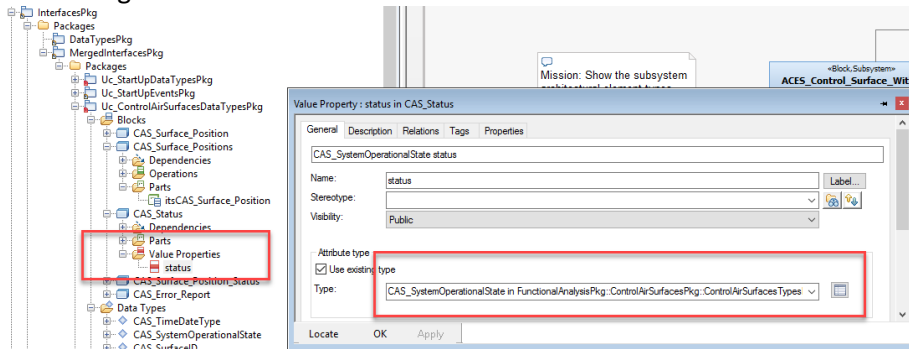 InterfacesPkg
Packages
DataTypesPkg
MergedInterfacesPkg
Packages
Uc_StartUpDataTypesPkg
Uc_StartUpEventsPkg
Uc_ControlAirSurfacesDataTypesPkg
Blocks
CAS_Surface_Position
CAS_Surface_Positions
Dependencies
Operations
Parts
itsCAS_Surface_Position
CAS_Status
Dependencies
Parts
Value Properties
status
CAS_Surface_Position_Status
CAS_Error_Report
Data Types
CAS_TimeDateType
CAS_SystemOperationalState
CAS_SurfaceID
Mission: Show the subsystem
architectural element types
«Block,Subsystem»
ACES_Control_Surface_Wit
Value Property : status in CAS_Status
General Description Relations Tags Properties
CAS_SystemOperationalState status
Name: status Label...
Stereotype:
Visibility: Public
Attribute type
Use existing type
Type: CAS_SystemOperationalState in FunctionalAnalysisPkg::ControlAirSurfacesPkg::ControlAirSurfacesTypes
Locate OK Apply